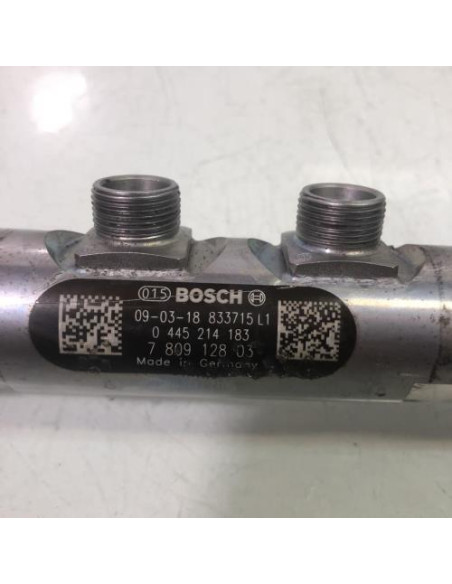 015 BOSCH
09-03-18 833715 L1
0 445 214 183
7 809 128 03
Made in Germany